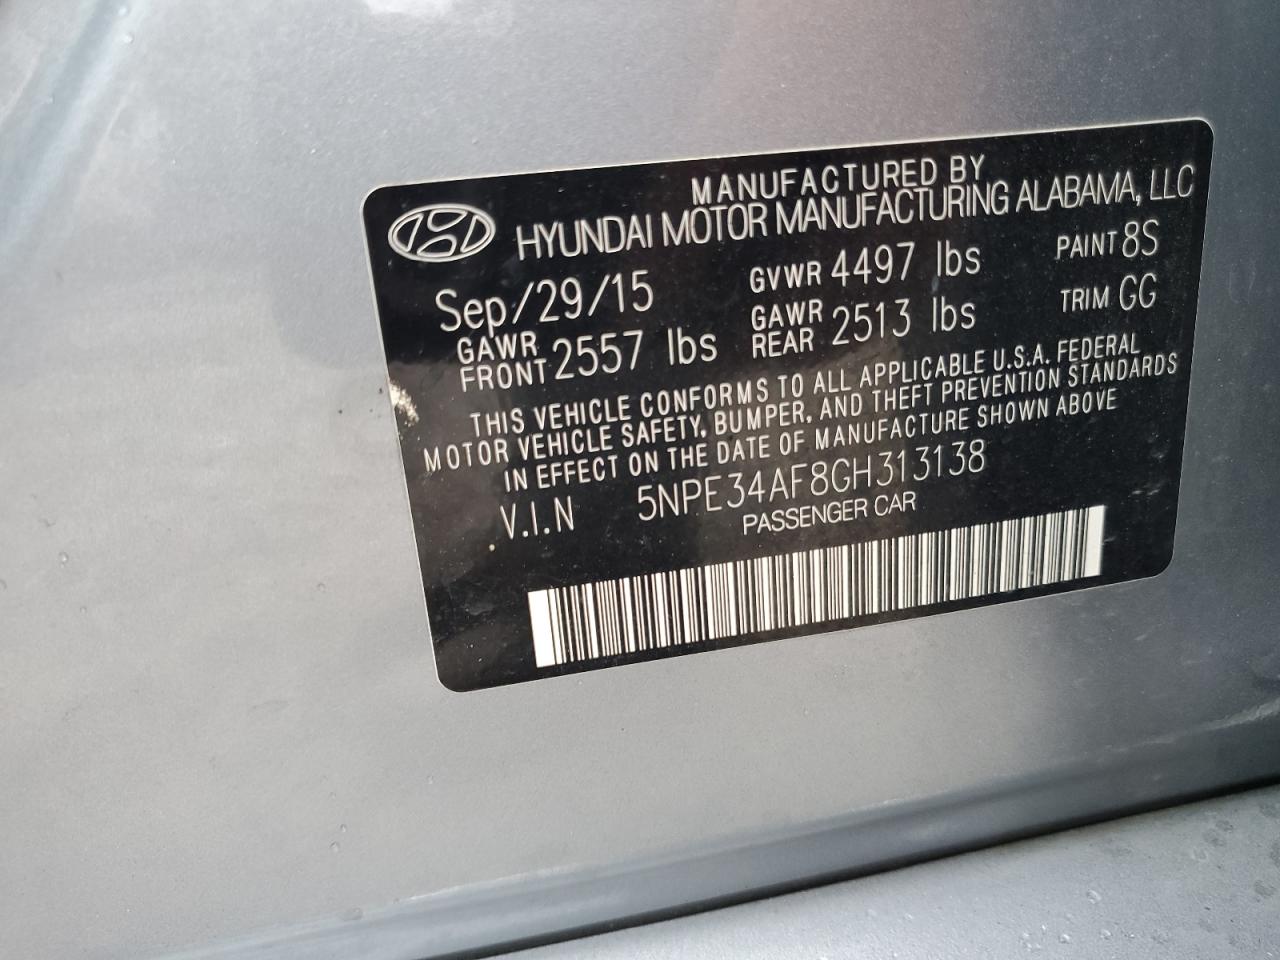 MANUFACTURED BY
HYUNDAI MOTOR MANUFACTURING ALABAMA, LLC
Sep/29/15 GVWR 4497 lbs PAINT 8S
GAWR FRONT 2557 lbs GAWR REAR 2513 lbs TRIM GG
THIS VEHICLE CONFORMS TO ALL APPLICABLE U.S.A. FEDERAL
MOTOR VEHICLE SAFETY, BUMPER, AND THEFT PREVENTION STANDARDS
IN EFFECT ON THE DATE OF MANUFACTURE SHOWN ABOVE
V.I.N 5NPE34AF8GH313138
PASSENGER CAR